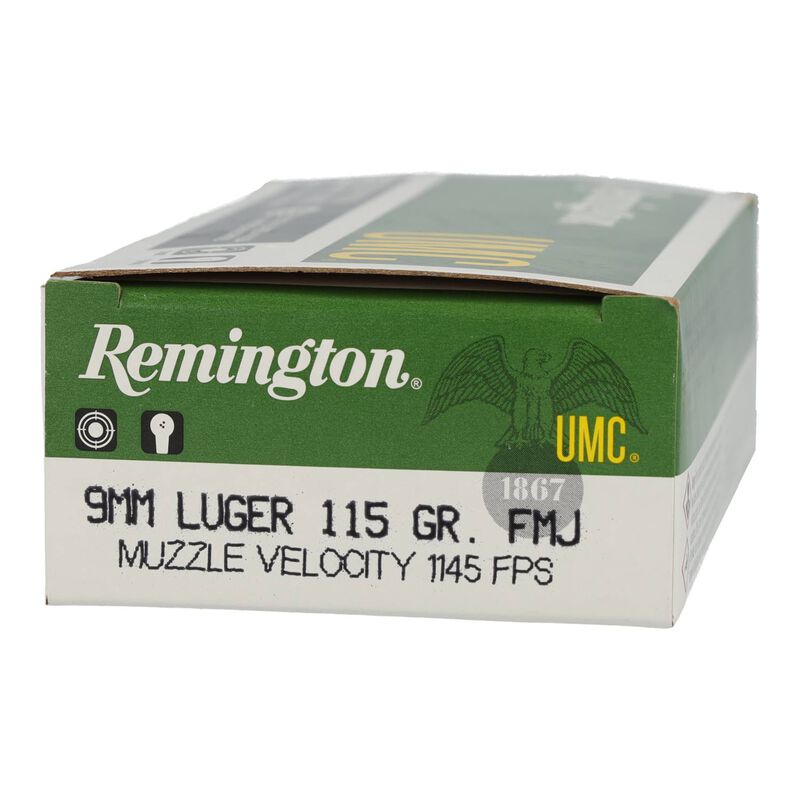 UMC
Remington®
UMC®
1867
9MM LUGER 115 GR. FMJ
MUZZLE VELOCITY 1145 FPS